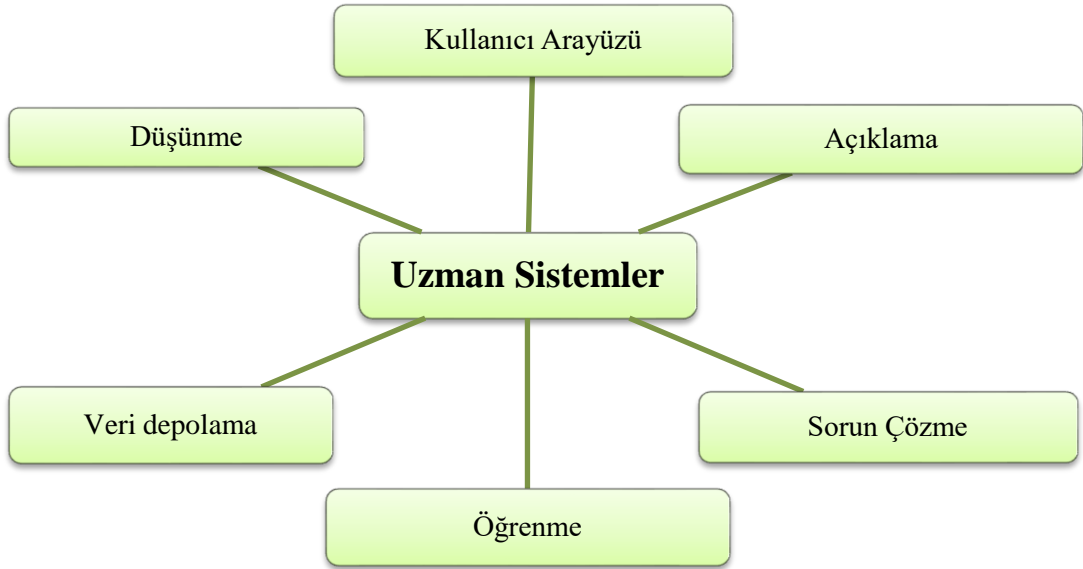 Kullanıcı Arayüzü
Düşünme
Açıklama
Uzman Sistemler
Veri depolama
Sorun Çözme
Öğrenme